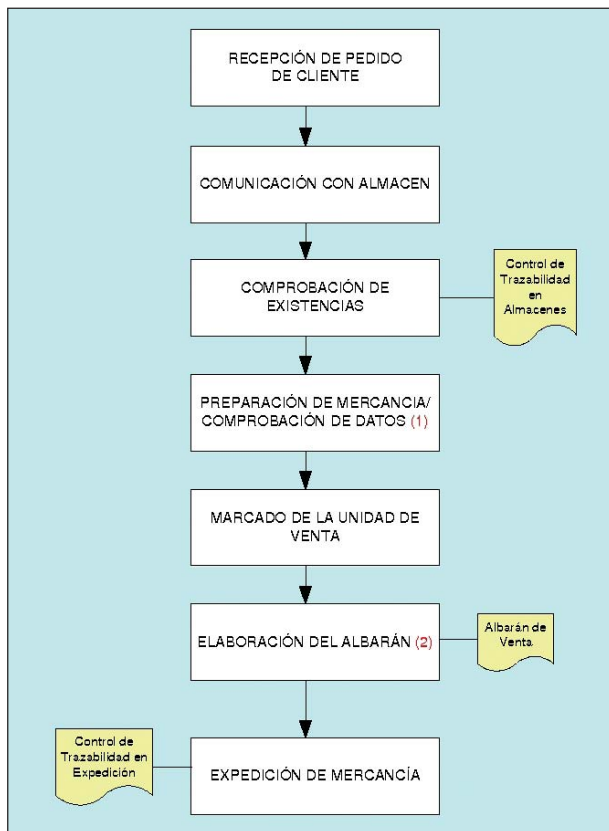 RECEPCIÓN DE PEDIDO
DE CLIENTE
COMUNICACIÓN CON ALMACEN
COMPROBACIÓN DE
EXISTENCIAS
Control de
Trazabilidad
en
Almacenes
PREPARACIÓN DE MERCANCIA/
COMPROBACIÓN DE DATOS (1)
MARCADO DE LA UNIDAD DE
VENTA
ELABORACIÓN DEL ALBARÁN (2)
Albarán de
Venta
Control de
Trazabilidad en
Expedición
EXPEDICIÓN DE MERCANCÍA